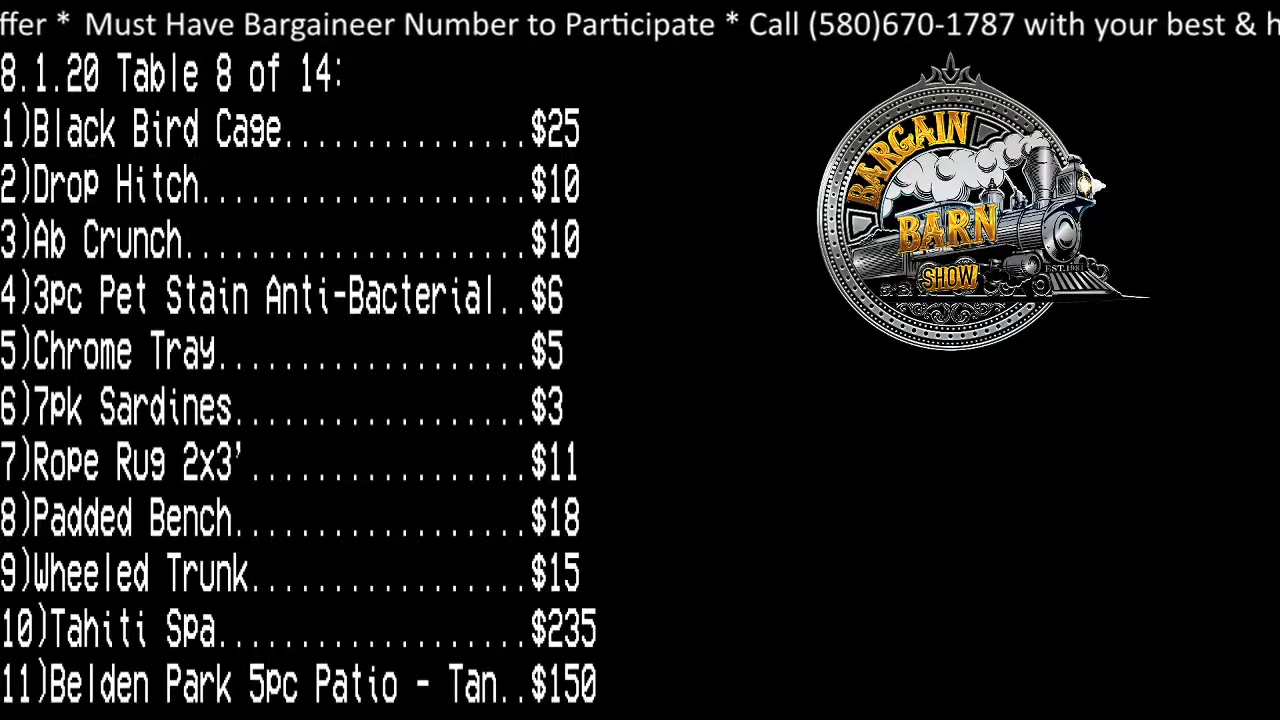 ffer * Must Have Bargaineer Number to Participate * Call (580)670-1787 with your best & h
8.1.20 Table 8 of 14:
1)Black Bird Cage...............$25
2)Drop Hitch....................$10
3)Ab Crunch.....................$10
4)3pc Pet Stain Anti-Bacterial..$6
5)Chrome Tray...................$5
6)7pk Sardines..................$3
7)Rope Rug 2x3'.................$11
8)Padded Bench..................$18
9)Wheeled Trunk.................$15
10)Tahiti Spa...................$235
11)Belden Park 5pc Patio - Tan..$150
BARGAIN
BARN
SHOW